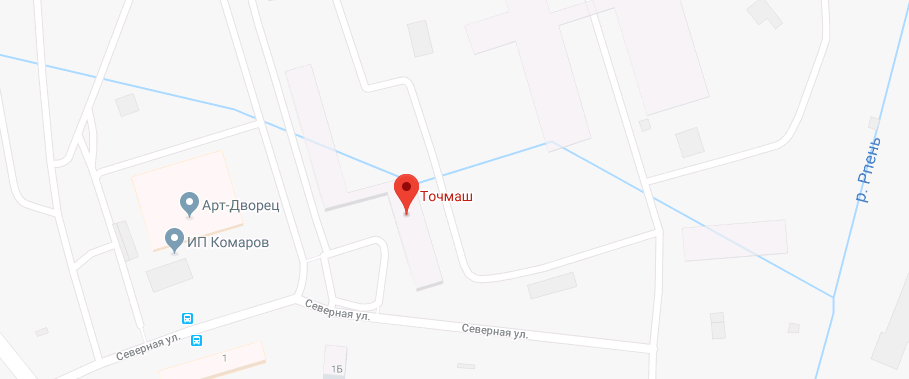 р. Рпень
Точмаш
Арт-Дворец
ИП Комаров
Северная ул.
Северная ул.
Северная ул.
1
1Б